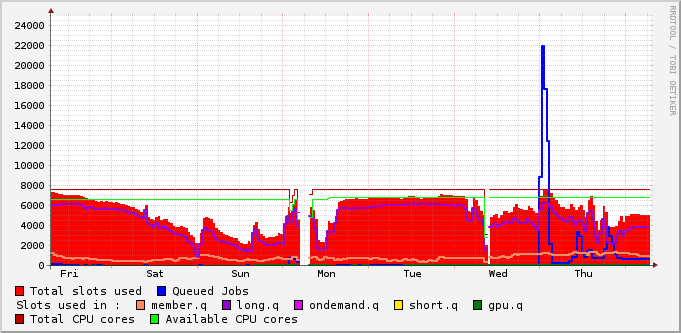 RRDTOOL / TOBI OETIKER
24000
22000
20000
18000
16000
14000
12000
10000
8000
6000
4000
2000
0
Fri Sat Sun Mon Tue Wed Thu
Total slots used Queued Jobs
Slots used in : member.q long.q ondemand.q short.q gpu.q
Total CPU cores Available CPU cores